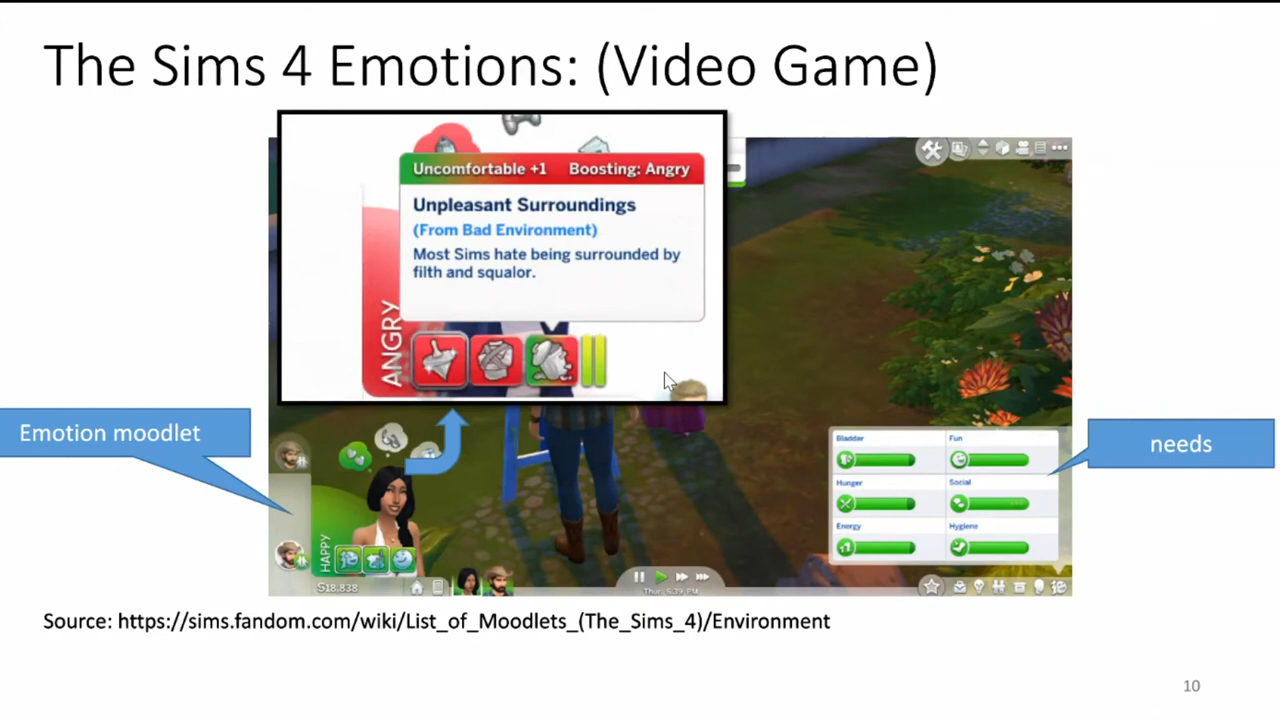 The Sims 4 Emotions: (Video Game)
Uncomfortable +1 Boosting: Angry
Unpleasant Surroundings
(From Bad Environment)
Most Sims hate being surrounded by
filth and squalor.
ANGRY
Emotion moodlet
needs
Bladder Fun
Hunger Social
Energy Hygiene
HAPPY
§18,838
Source: https://sims.fandom.com/wiki/List_of_Moodlets_(The_Sims_4)/Environment
10